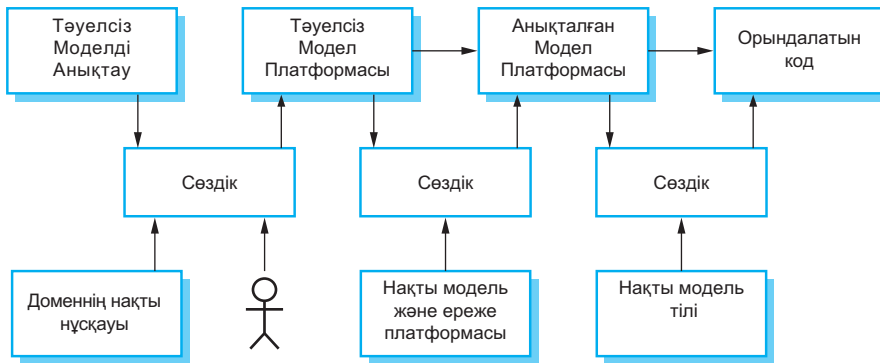 Тәуелсіз
Моделді
Анықтау
Тәуелсіз
Модел
Платформасы
Анықталған
Модел
Платформасы
Орындалатын
код
Сөздік
Сөздік
Сөздік
Доменнің нақты
нұсқауы
Нақты модель
және ереже
платформасы
Нақты модель
тілі